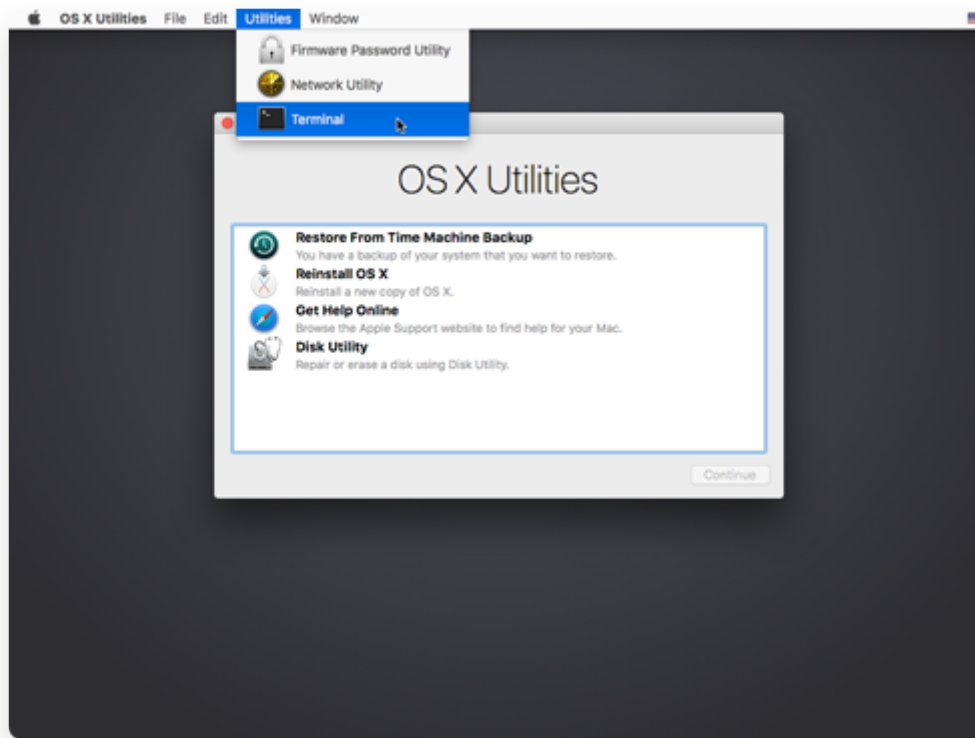 OS X Utilities File Edit Utilities Window
Firmware Password Utility
Network Utility
Terminal
OS X Utilities
Restore From Time Machine Backup
You have a backup of your system that you want to restore.
Reinstall OS X
Reinstall a new copy of OS X.
Get Help Online
Browse the Apple Support website to find help for your Mac.
Disk Utility
Repair or erase a disk using Disk Utility.
Continue